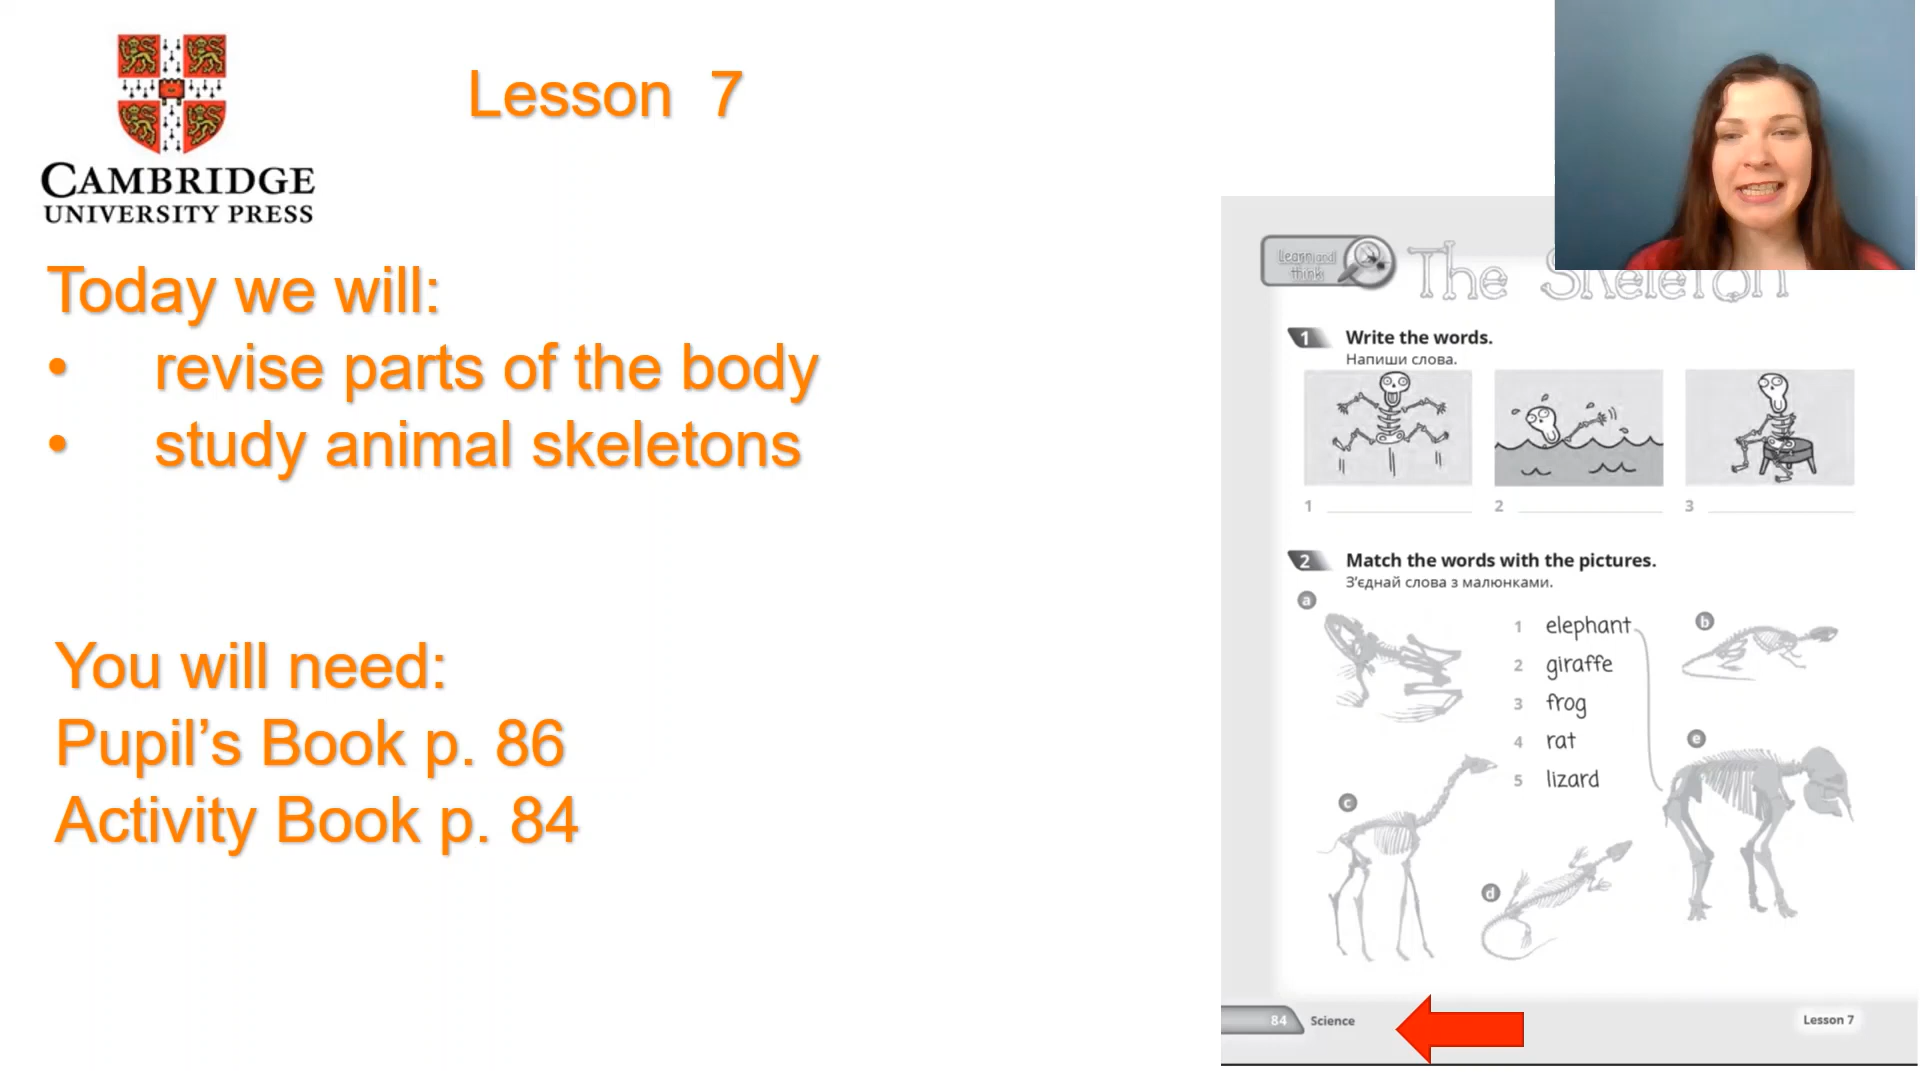 CAMBRIDGE
UNIVERSITY PRESS
Lesson 7
Today we will:
• revise parts of the body
• study animal skeletons
You will need:
Pupil’s Book p. 86
Activity Book p. 84
Learn and
think
The Skeleton
1 Write the words.
Напиши слова.
1
2
3
2 Match the words with the pictures.
З’єднай слова з малюнками.
a
1 elephant
2 giraffe
3 frog
4 rat
5 lizard
b
c
d
e
84 Science
Lesson 7